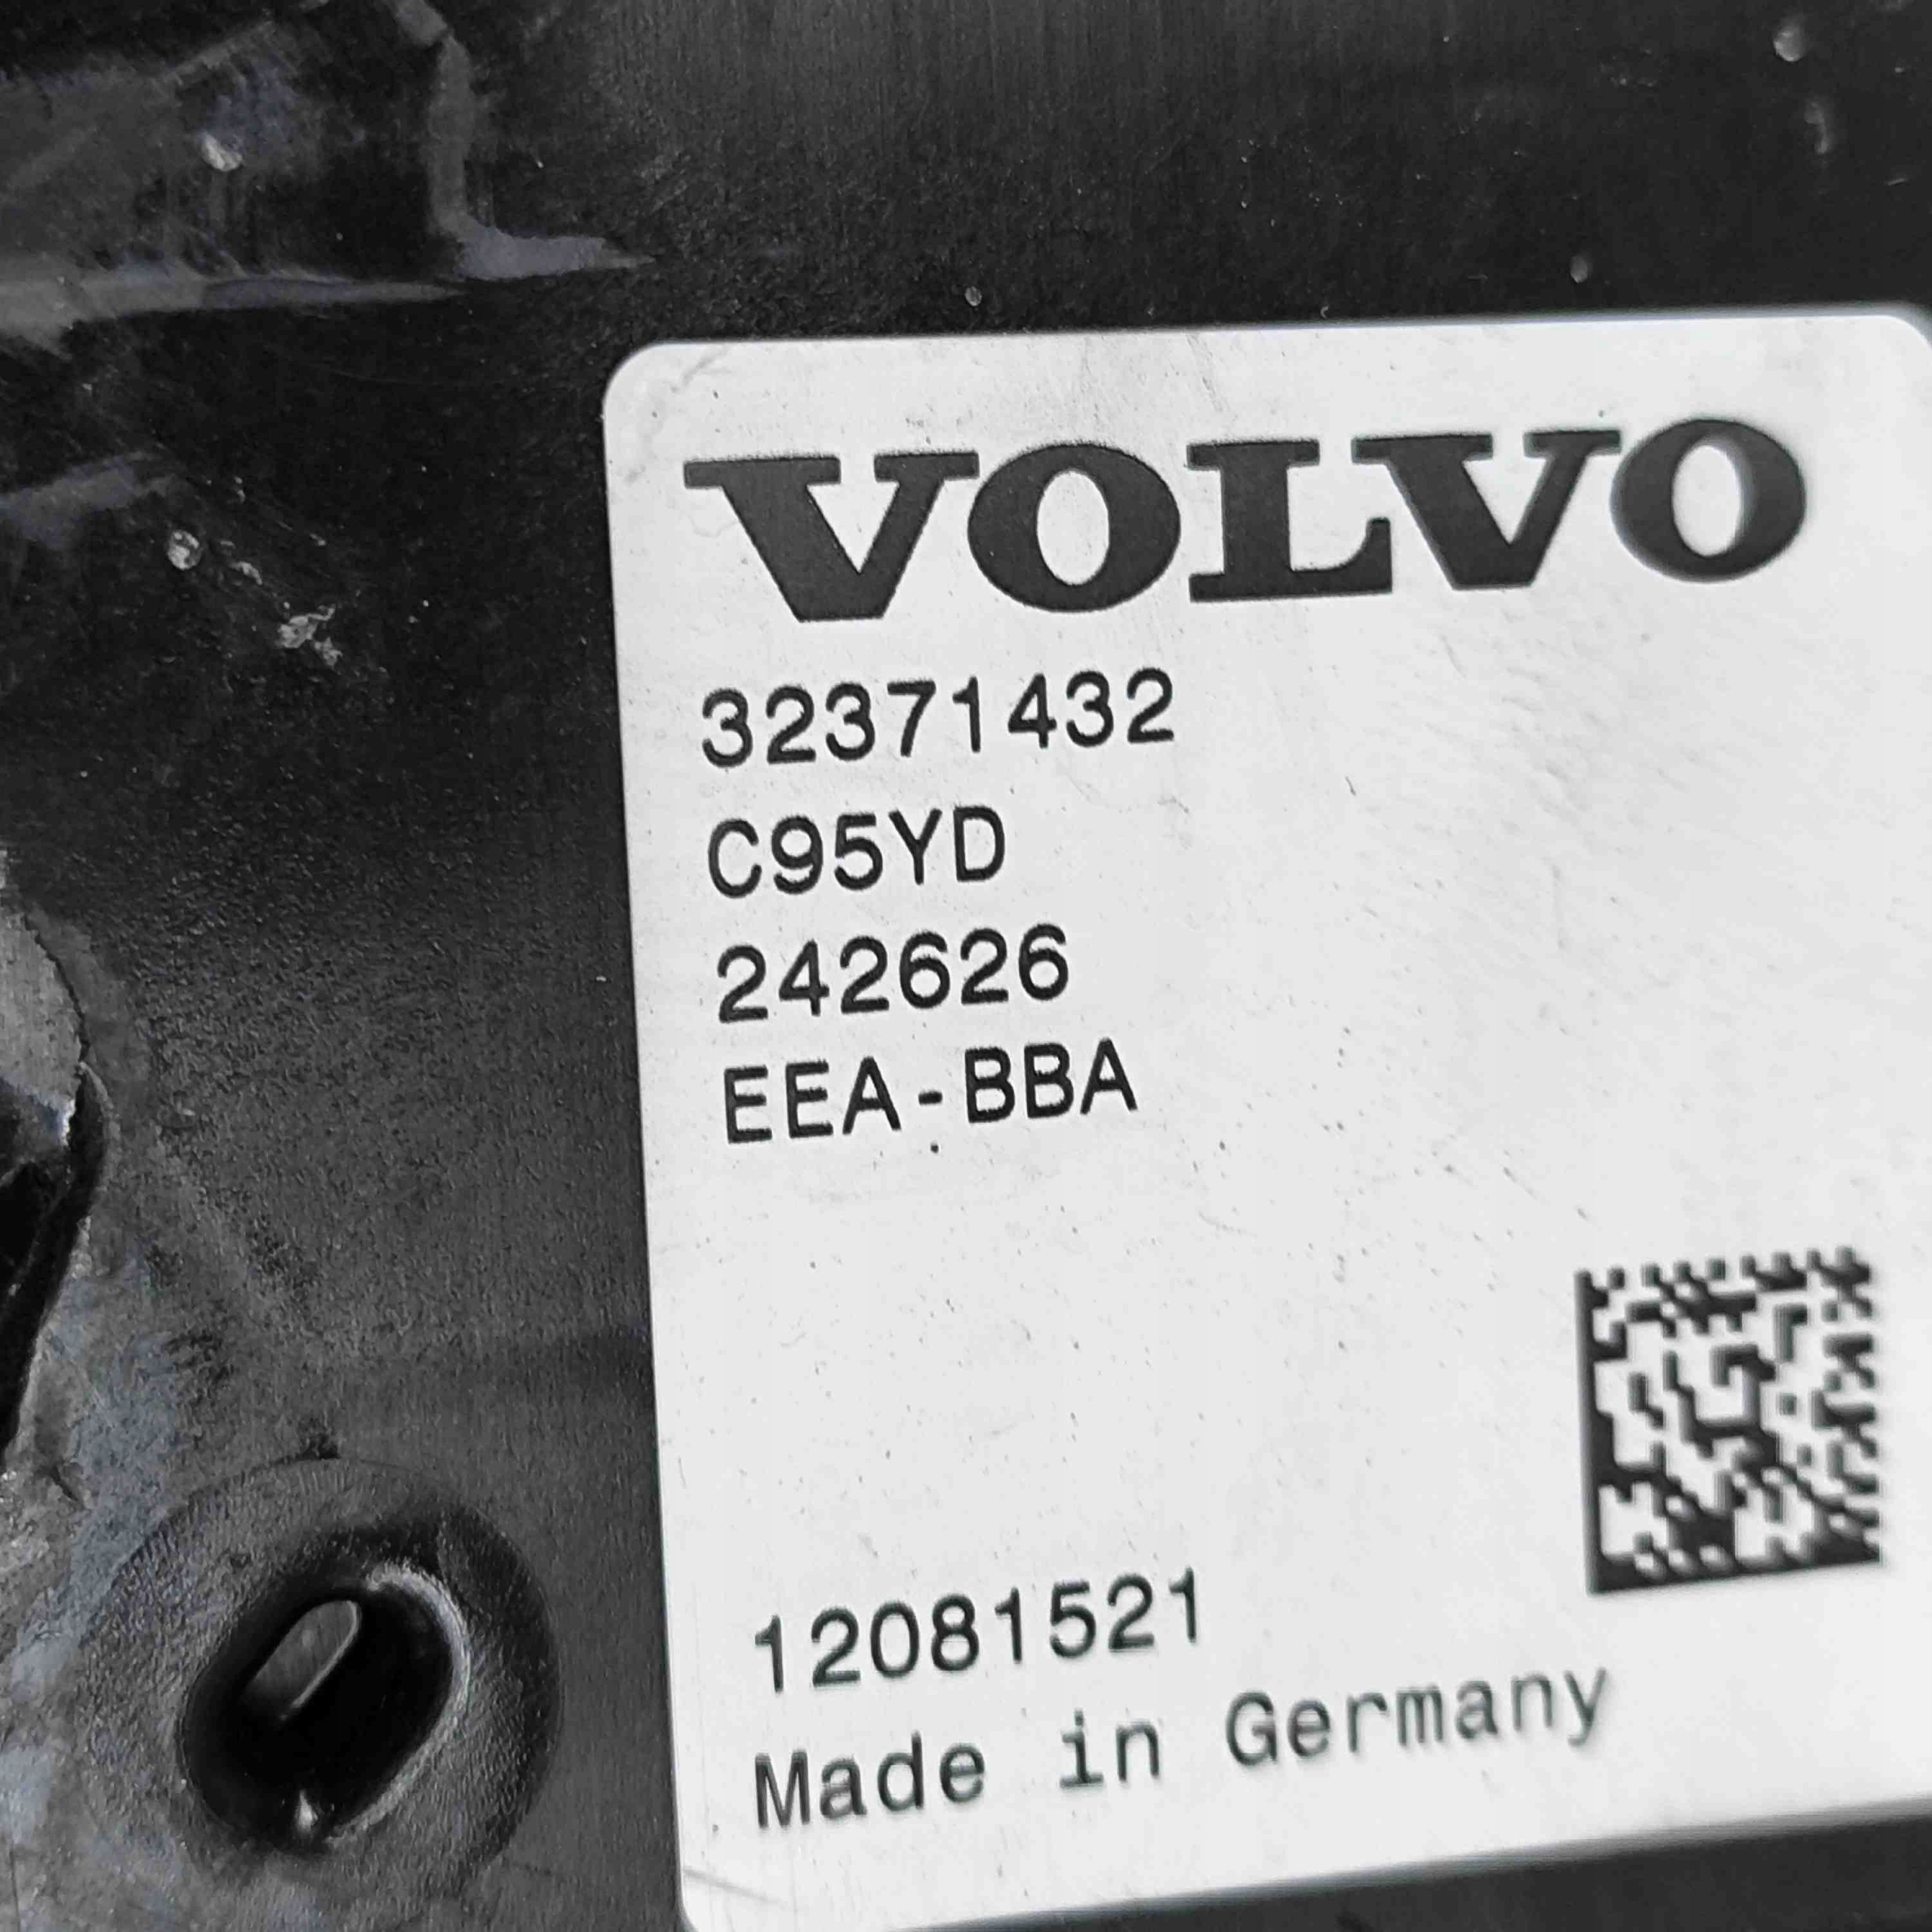 VOLVO
32371432
C95YD
242626
EEA-BBA
12081521
Made in Germany